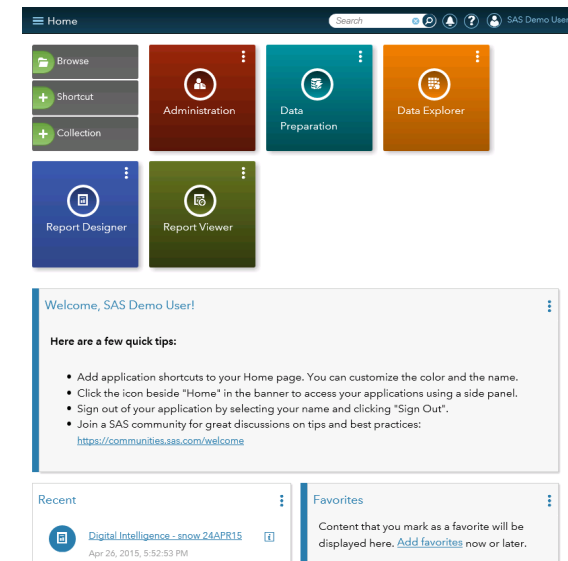 Home
Search
SAS Demo User
Browse
Shortcut
Collection
Administration
Data
Preparation
Data Explorer
Report Designer
Report Viewer
Welcome, SAS Demo User!
Here are a few quick tips:
• Add application shortcuts to your Home page. You can customize the color and the name.
• Click the icon beside "Home" in the banner to access your applications using a side panel.
• Sign out of your application by selecting your name and clicking "Sign Out".
• Join a SAS community for great discussions on tips and best practices:
https://communities.sas.com/welcome
Recent
Digital Intelligence - snow 24APR15
Apr 26, 2015, 5:52:53 PM
Favorites
Content that you mark as a favorite will be
displayed here. Add favorites now or later.